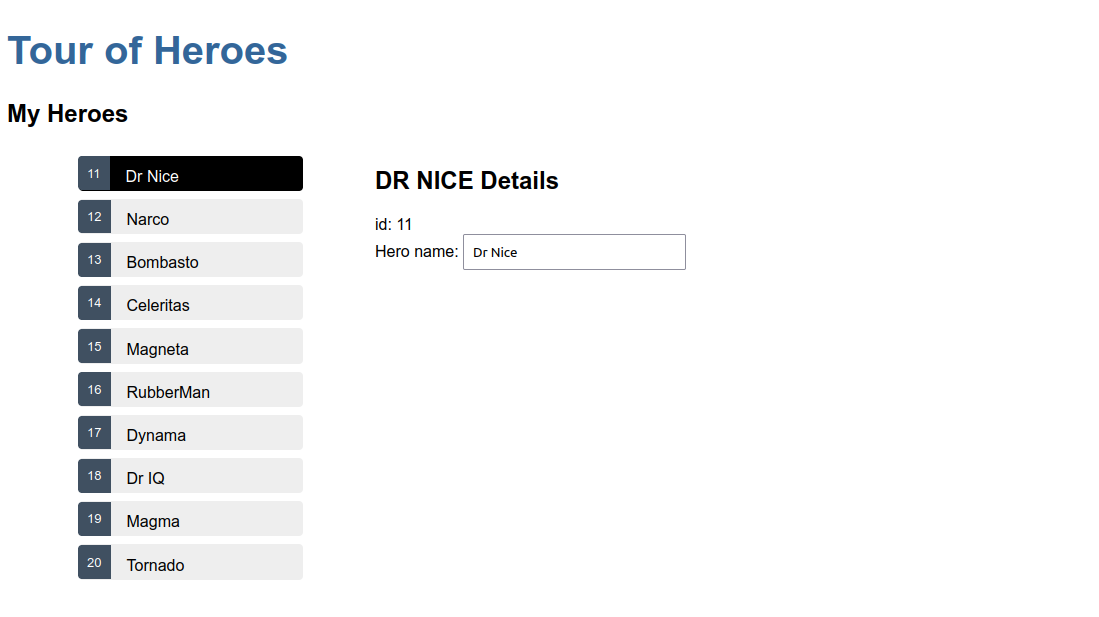 Tour of Heroes
My Heroes
11 Dr Nice
12 Narco
13 Bombasto
14 Celeritas
15 Magneta
16 RubberMan
17 Dynama
18 Dr IQ
19 Magma
20 Tornado
DR NICE Details
id: 11
Hero name: Dr Nice